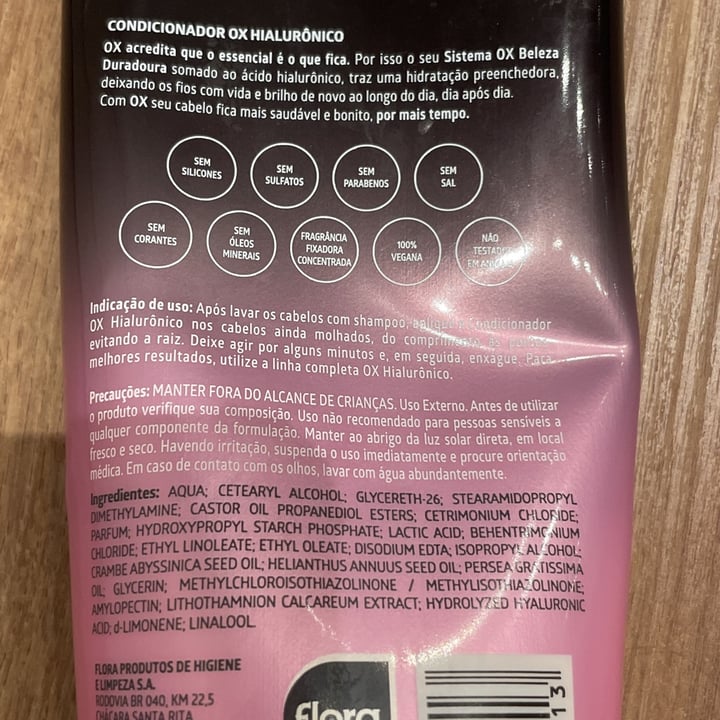 CONDICIONADOR OX HIALURÔNICO
OX acredita que o essencial é o que fica. Por isso o seu Sistema OX Beleza
Duradoura somado ao ácido hialurônico, traz uma hidratação preenchedora,
deixando os fios com vida e brilho de novo ao longo do dia, dia após dia.
Com OX seu cabelo fica mais saudável e bonito, por mais tempo.
SEM
SILICONES
SEM
SULFATOS
SEM
PARABENOS
SEM
SAL
SEM
CORANTES
SEM
ÓLEOS
MINERAIS
FRAGRÂNCIA
FIXADORA
CONCENTRADA
100%
VEGANA
NÃO
TESTADO
EM ANIMAIS
Indicação de uso: Após lavar os cabelos com shampoo, aplique o Condicionador
OX Hialurônico nos cabelos ainda molhados, do comprimento às pontas,
evitando a raiz. Deixe agir por alguns minutos e, em seguida, enxágue. Para
melhores resultados, utilize a linha completa OX Hialurônico.
Precauções: MANTER FORA DO ALCANCE DE CRIANÇAS. Uso Externo. Antes de utilizar
o produto verifique sua composição. Uso não recomendado para pessoas sensíveis a
qualquer componente da formulação. Manter ao abrigo da luz solar direta, em local
fresco e seco. Havendo irritação, suspenda o uso imediatamente e procure orientação
médica. Em caso de contato com os olhos, lavar com água abundantemente.
Ingredientes: AQUA; CETEARYL ALCOHOL; GLYCERETH-26; STEARAMIDOPROPYL
DIMETHYLAMINE; CASTOR OIL PROPANEDIOL ESTERS; CETRIMONIUM CHLORIDE;
PARFUM; HYDROXYPROPYL STARCH PHOSPHATE; LACTIC ACID; BEHENTRIMONIUM
CHLORIDE; ETHYL LINOLEATE; ETHYL OLEATE; DISODIUM EDTA; ISOPROPYL ALCOHOL;
CRAMBE ABYSSINICA SEED OIL; HELIANTHUS ANNUUS SEED OIL; PERSEA GRATISSIMA
OIL; GLYCERIN; METHYLCHLOROISOTHIAZOLINONE / METHYLISOTHIAZOLINONE;
AMYLOPECTIN; LITHOTHAMNION CALCAREUM EXTRACT; HYDROLYZED HYALURONIC
ACID; d-LIMONENE; LINALOOL.
FLORA PRODUTOS DE HIGIENE
E LIMPEZA S.A.
RODOVIA BR 040, KM 22,5
CHÁCARA SANTA RITA
flora
13